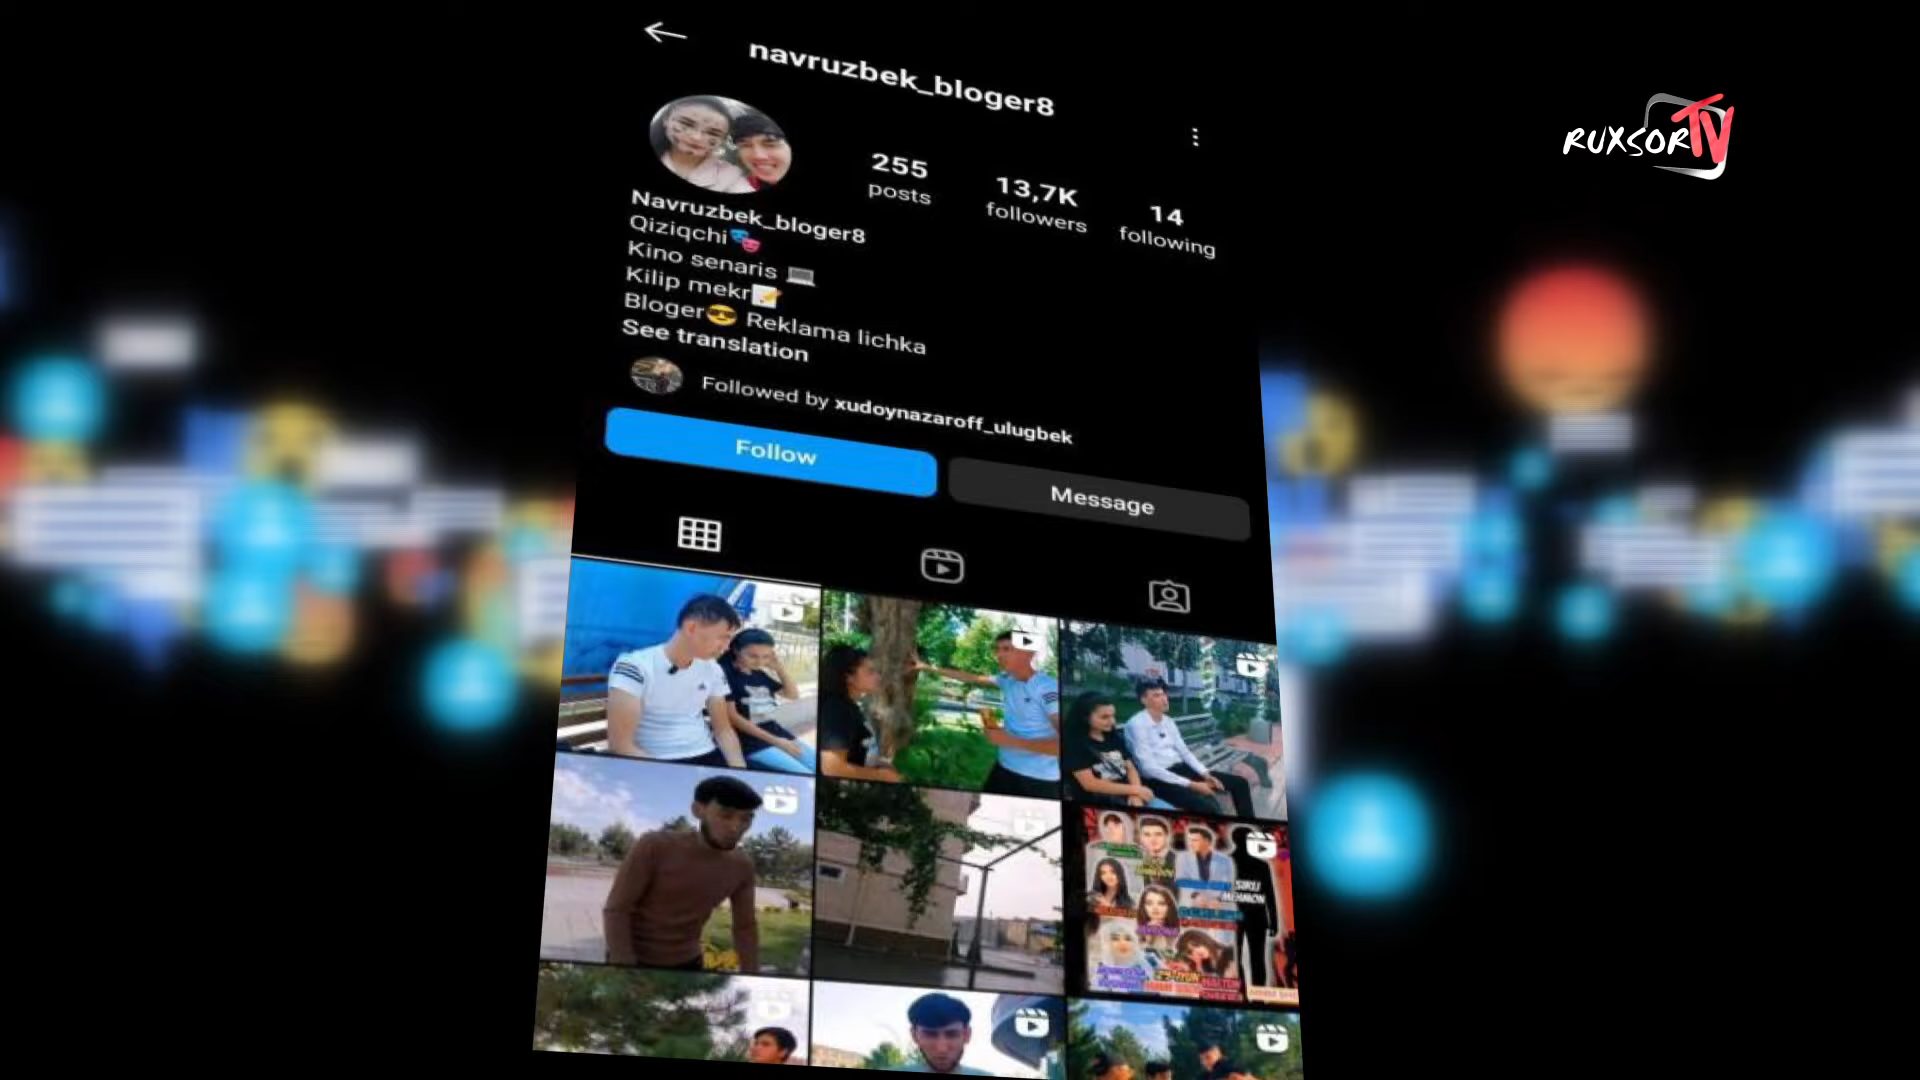 navruzbek_bloger8
RUXSOR TV
255
posts
13,7K
followers
14
following
Navruzbek_bloger8
Qiziqchi🎭
Kino senaris 💻
Kilip mekr📝
Bloger😎 Reklama lichka
See translation
Followed by xudoynazaroff_ulugbek
Follow
Message